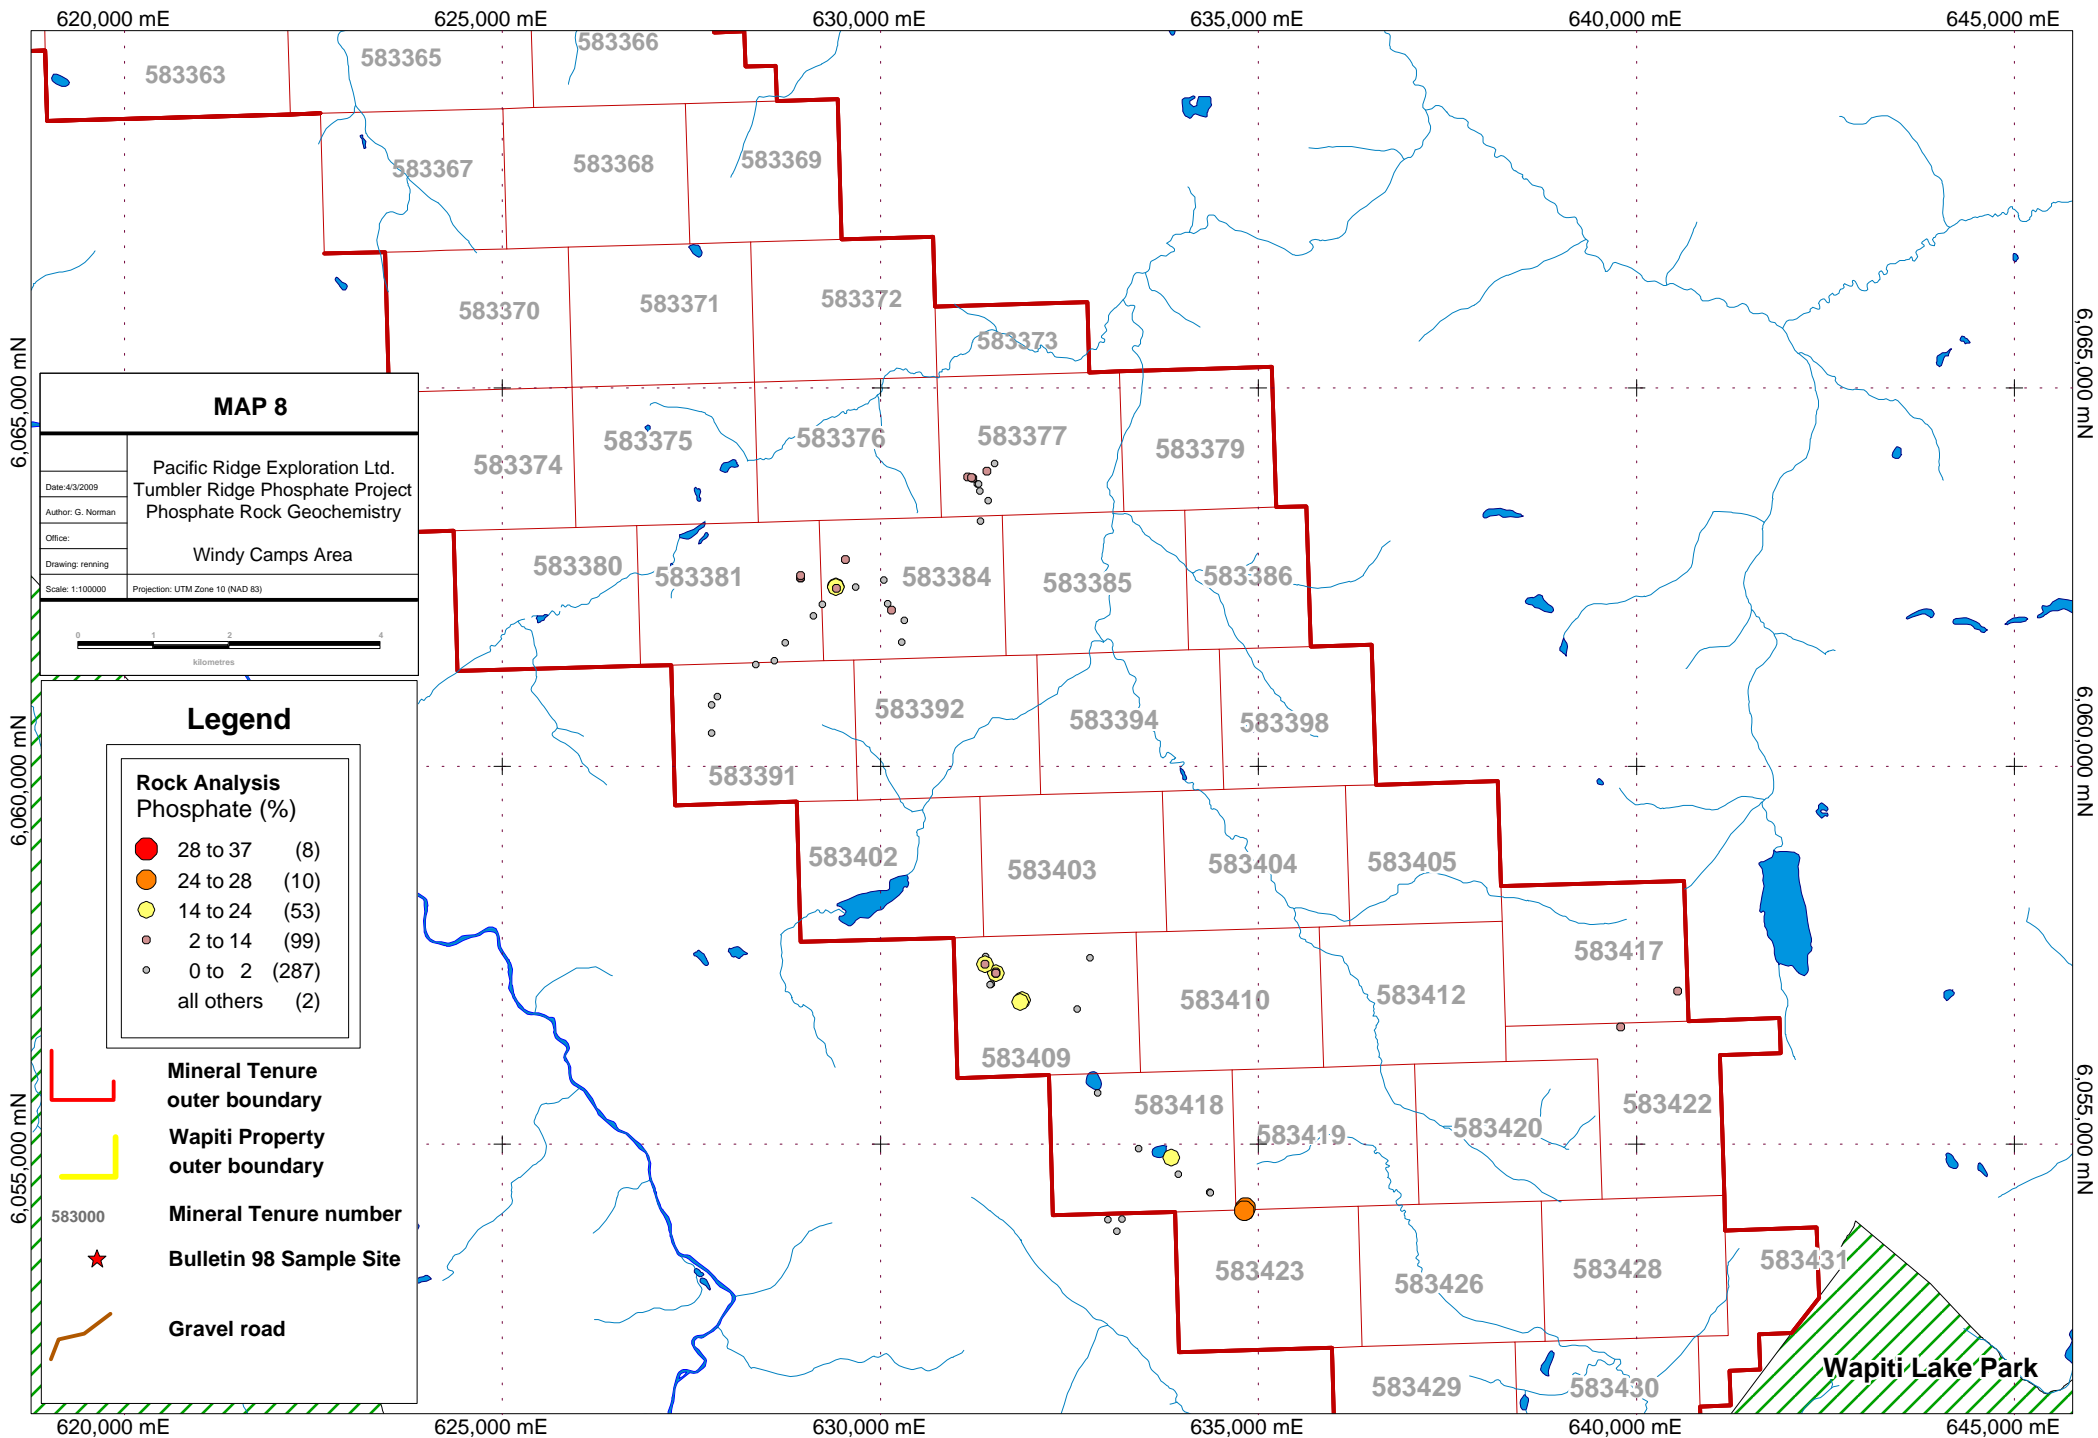 620,000 mE
625,000 mE
630,000 mE
635,000 mE
640,000 mE
645,000 mE
583363
583365
583366
583367
583368
583369
583370
583371
583372
583373
6,065,000 mN
6,065,000 mN
MAP 8
Pacific Ridge Exploration Ltd.
Tumbler Ridge Phosphate Project
Phosphate Rock Geochemistry
Windy Camps Area
Date:4/3/2009
Author: G. Norman
Office:
Drawing: renning
Scale: 1:100000
Projection: UTM Zone 10 (NAD 83)
0 1 2 4
kilometres
583374
583375
583376
583377
583379
583380
583381
583384
583385
583386
583391
583392
583394
583398
6,060,000 mN
6,060,000 mN
Legend
Rock Analysis
Phosphate (%)
28 to 37 (8)
24 to 28 (10)
14 to 24 (53)
2 to 14 (99)
0 to 2 (287)
all others (2)
Mineral Tenure
outer boundary
Wapiti Property
outer boundary
583000 Mineral Tenure number
Bulletin 98 Sample Site
Gravel road
583402
583403
583404
583405
583409
583410
583412
583417
583418
583419
583420
583422
6,055,000 mN
6,055,000 mN
583423
583426
583428
583431
583429
583430
Wapiti Lake Park
620,000 mE
625,000 mE
630,000 mE
635,000 mE
640,000 mE
645,000 mE